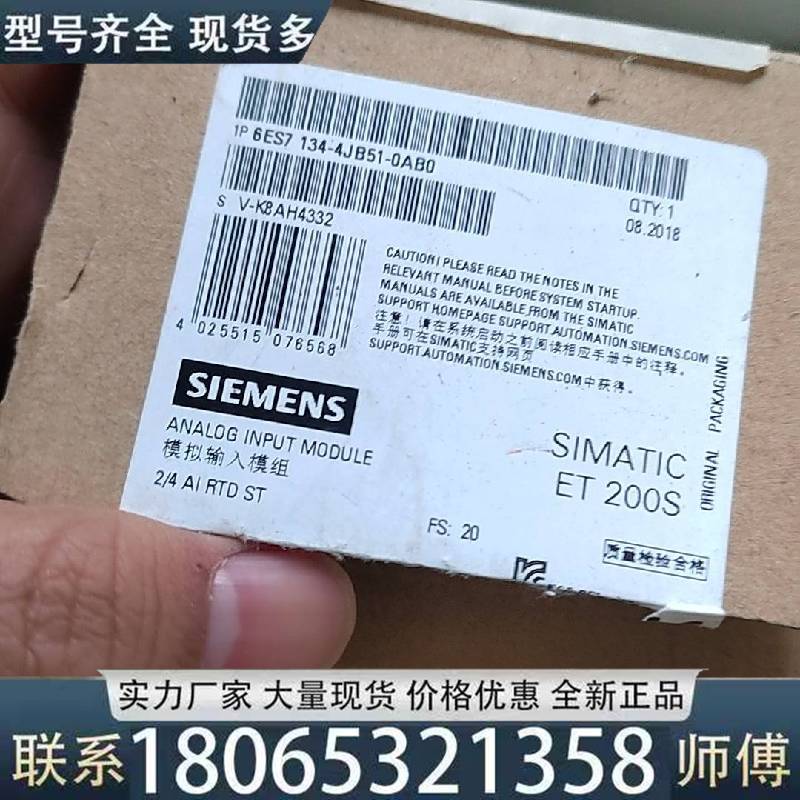 型号齐全 现货多
1P 6ES7 134-4JB51-0AB0
QTY: 1
S V-K8AH4332
08.2018
CAUTION! PLEASE READ THE NOTES IN THE
RELEVANT MANUAL BEFORE SYSTEM STARTUP.
MANUALS ARE AVAILABLE FROM THE SIMATIC
SUPPORT HOMEPAGE SUPPORT.AUTOMATION.SIEMENS.COM
注意! 请在系统启动之前阅读相应手册中的注释。
手册可在SIMATIC支持网页
SUPPORT.AUTOMATION.SIEMENS.COM中获得。
4 025515 076568
SIEMENS
ANALOG INPUT MODULE
模拟输入模组
2/4 AI RTD ST
SIMATIC
ET 200S
ORIGINAL PACKAGING
FS: 20
质量检验合格
实力厂家 大量现货 价格优惠 全新正品
联系18065321358师傅